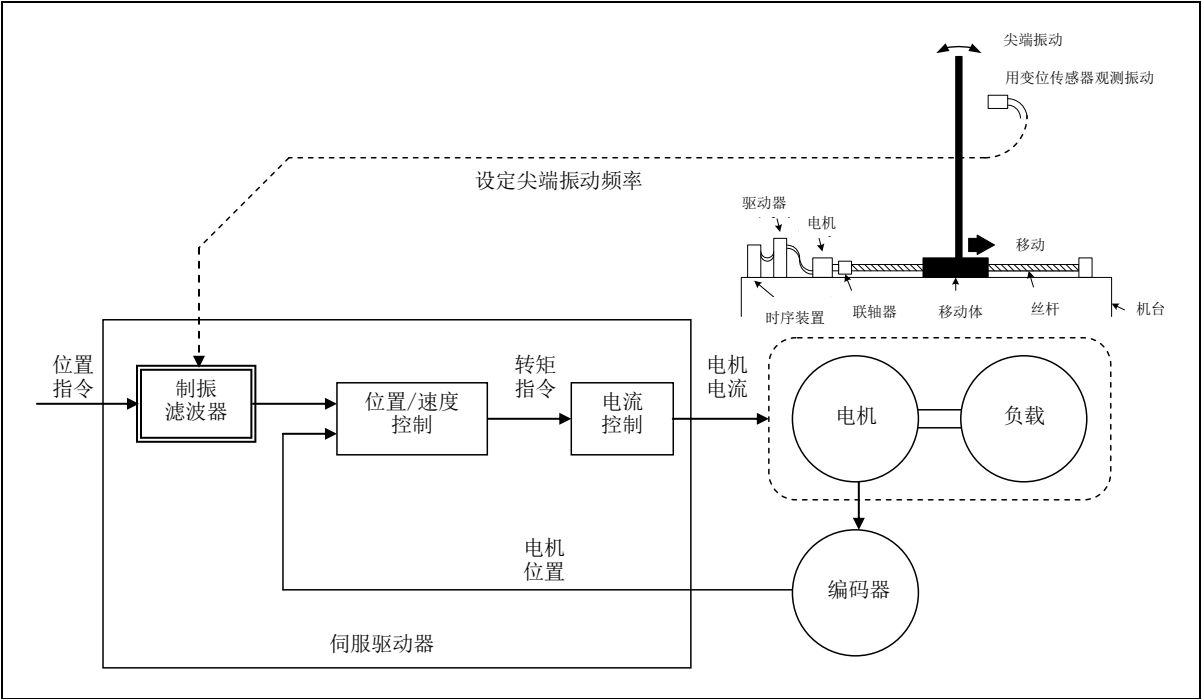 尖端振动
用变位传感器观测振动
设定尖端振动频率
驱动器
电机
移动
时序装置
联轴器
移动体
丝杆
机台
位置
指令
制振
滤波器
位置/速度
控制
转矩
指令
电流
控制
电机
电流
电机
负载
电机
位置
编码器
伺服驱动器